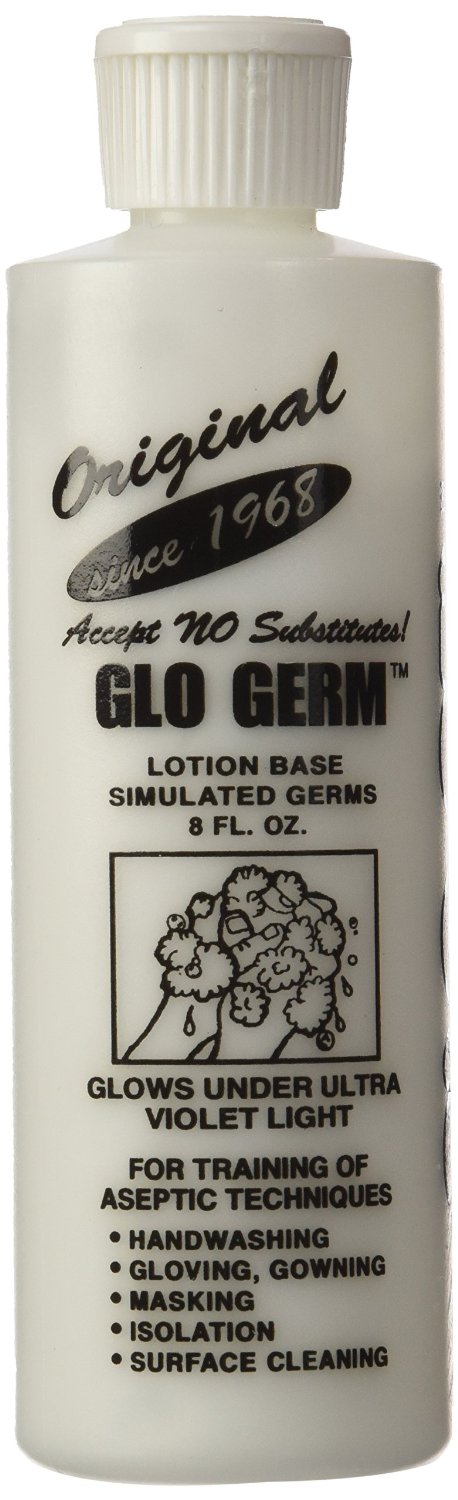 Original
since 1968
Accept NO Substitutes!
GLO GERM™
LOTION BASE
SIMULATED GERMS
8 FL. OZ.
GLOWS UNDER ULTRA
VIOLET LIGHT
FOR TRAINING OF
ASEPTIC TECHNIQUES
• HANDWASHING
• GLOVING, GOWNING
• MASKING
• ISOLATION
• SURFACE CLEANING